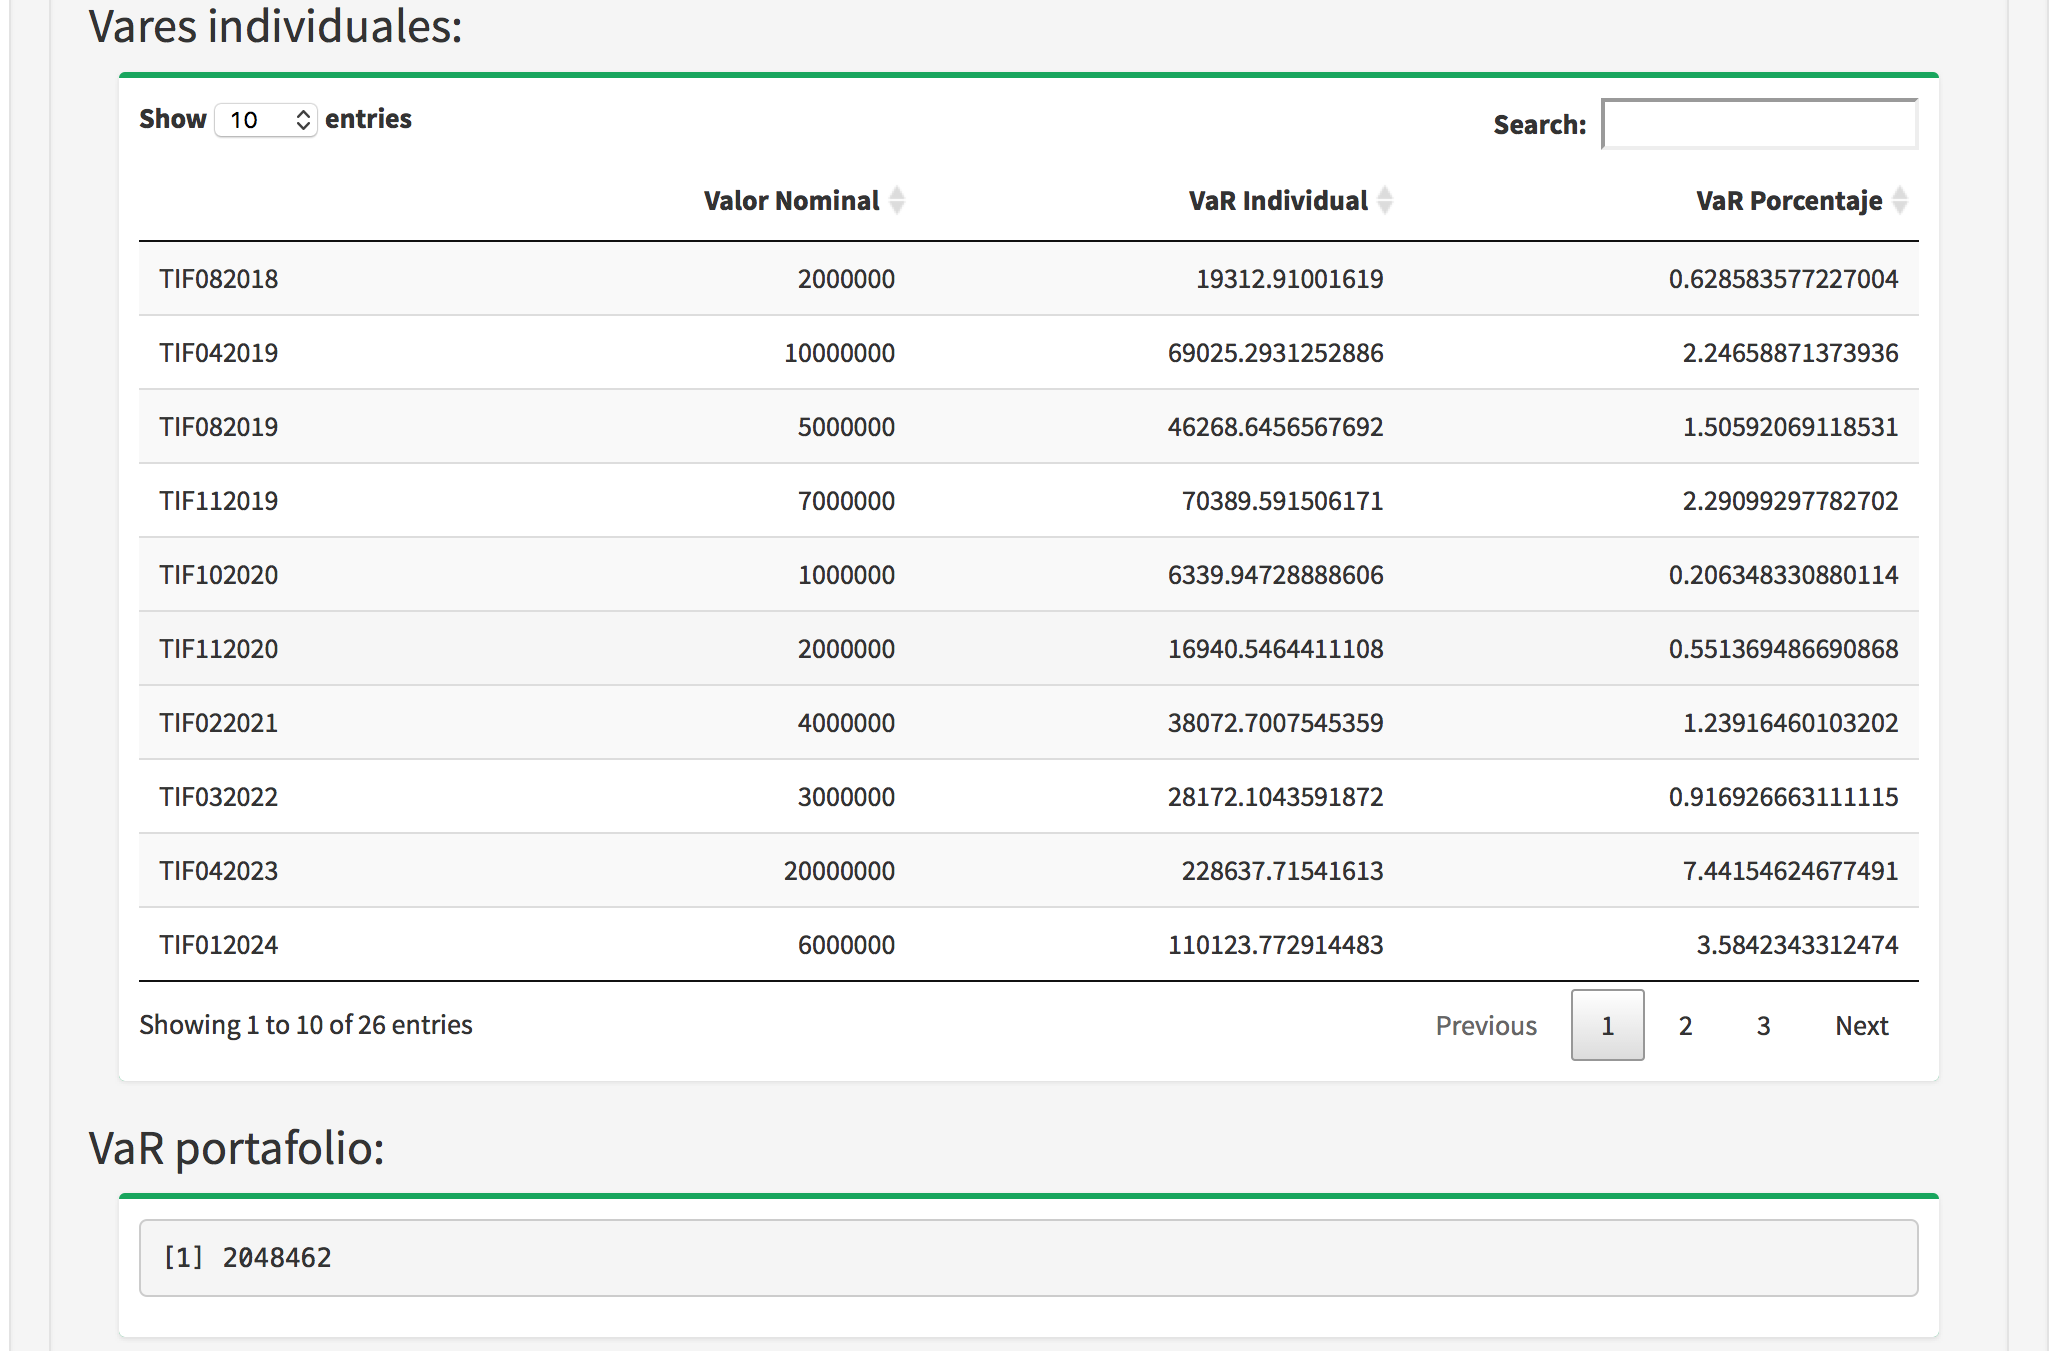 Vares individuales:
Show 10 entries
Search:
Valor Nominal VaR Individual VaR Porcentaje
TIF082018 2000000 19312.91001619 0.628583577227004
TIF042019 10000000 69025.2931252886 2.24658871373936
TIF082019 5000000 46268.6456567692 1.50592069118531
TIF112019 7000000 70389.591506171 2.29099297782702
TIF102020 1000000 6339.94728888606 0.206348330880114
TIF112020 2000000 16940.5464411108 0.551369486690868
TIF022021 4000000 38072.7007545359 1.23916460103202
TIF032022 3000000 28172.1043591872 0.916926663111115
TIF042023 20000000 228637.71541613 7.44154624677491
TIF012024 6000000 110123.772914483 3.5842343312474
Showing 1 to 10 of 26 entries
Previous 1 2 3 Next
VaR portafolio:
[1] 2048462